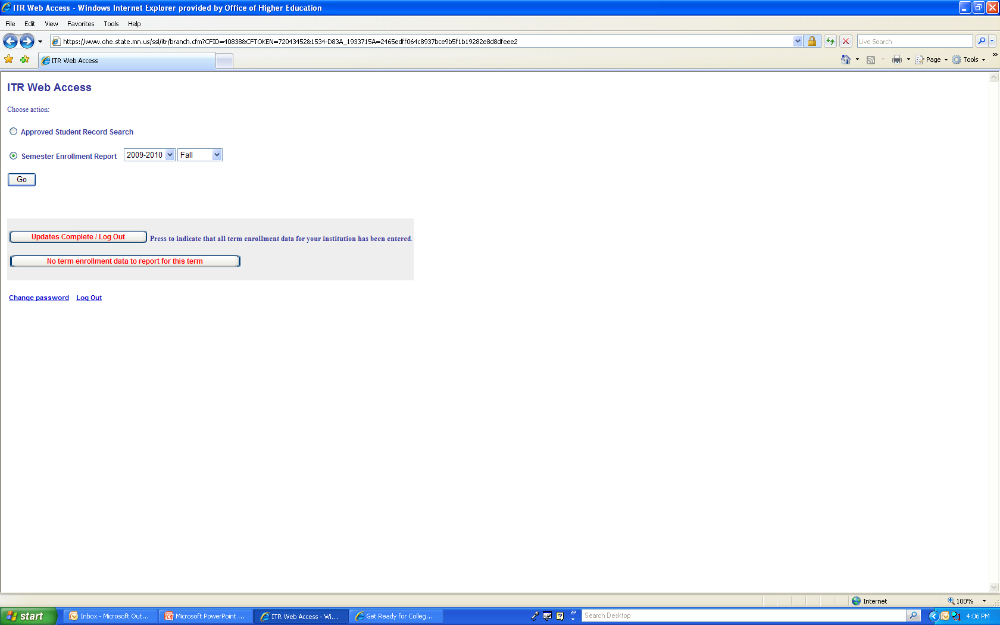 ITR Web Access - Windows Internet Explorer provided by Office of Higher Education
File Edit View Favorites Tools Help
https://www.ohe.state.mn.us/ssl/itr/branch.cfm?CFID=40838&CFTOKEN=72043452&1534-D83A_1933715A=2465edff064c8937bce9b5f1b19282e8d8dfeee2
Live Search
ITR Web Access
Page Tools
ITR Web Access
Choose action:
Approved Student Record Search
Semester Enrollment Report 2009-2010 Fall
Go
Updates Complete / Log Out Press to indicate that all term enrollment data for your institution has been entered.
No term enrollment data to report for this term
Change password Log Out
Internet 100%
start Inbox - Microsoft Out... Microsoft PowerPoint ... ITR Web Access - Wi... Get Ready for Colleg... Search Desktop 4:06 PM